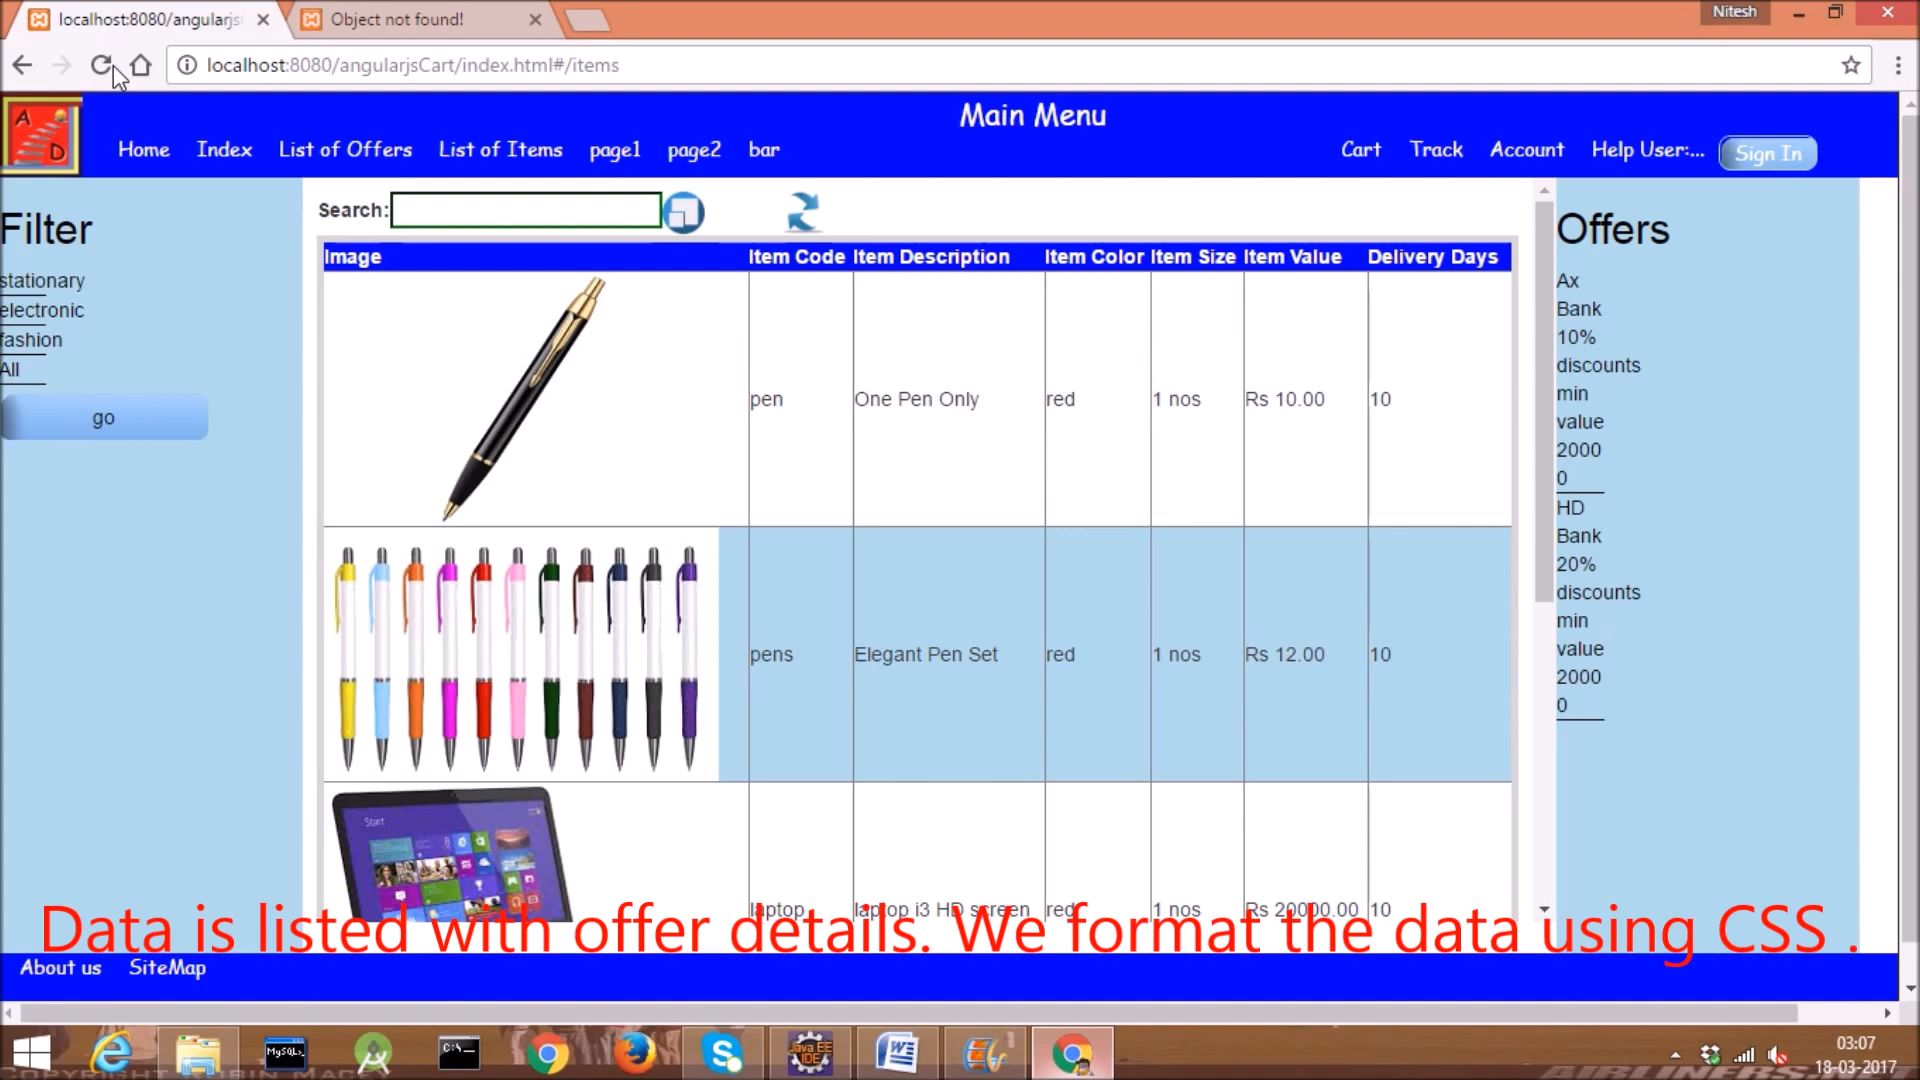 localhost:8080/angularjs
Object not found!
Nitesh
localhost:8080/angularjsCart/index.html#/items
A
D
Main Menu
Home Index List of Offers List of Items page1 page2 bar Cart Track Account Help User:... Sign In
Filter
stationary
electronic
fashion
All
go
Search:
Image Item Code Item Description Item Color Item Size Item Value Delivery Days
pen One Pen Only red 1 nos Rs 10.00 10
pens Elegant Pen Set red 1 nos Rs 12.00 10
Start
laptop laptop i3 HD screen red 1 nos Rs 20000.00 10
Offers
Ax
Bank
10%
discounts
min
value
2000
0
HD
Bank
20%
discounts
min
value
2000
0
Data is listed with offer details. We format the data using CSS .
About us SiteMap
MySQL
C:\
Java EE
IDE
03:07
18-03-2017